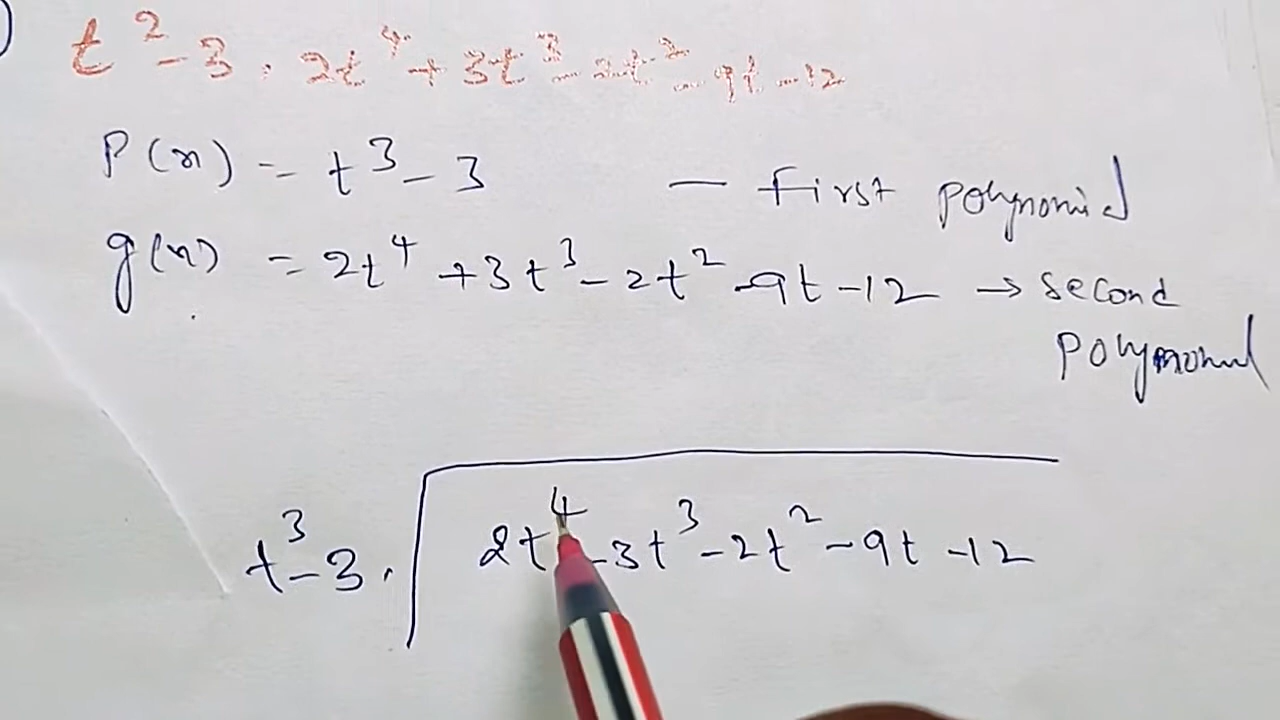 t² - 3, 2t⁴ + 3t³ - 2t² - 9t - 12
P(x) = t³ - 3 — First polynomial
g(x) = 2t⁴ + 3t³ - 2t² - 9t - 12 → second
polynomial
t³ - 3, 2t⁴ - 3t³ - 2t² - 9t - 12